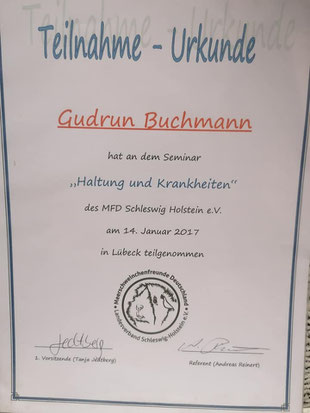 Teilnahme - Urkunde
Gudrun Buchmann
hat an dem Seminar
„Haltung und Krankheiten“
des MFD Schleswig Holstein e.V.
am 14. Januar 2017
in Lübeck teilgenommen
Meerschweinchenfreunde Deutschland
Landesverband Schleswig-Holstein e.V.
1. Vorsitzende (Tanja Jedtberg)
Referent (Andreas Reinert)